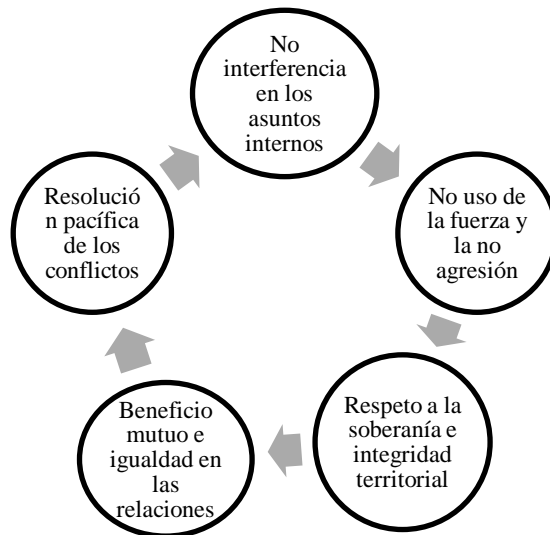 No
interferencia
en los
asuntos
internos
No uso de
la fuerza y
la no
agresión
Respeto a la
soberanía e
integridad
territorial
Beneficio
mutuo e
igualdad en
las
relaciones
Resolució
n pacífica
de los
conflictos